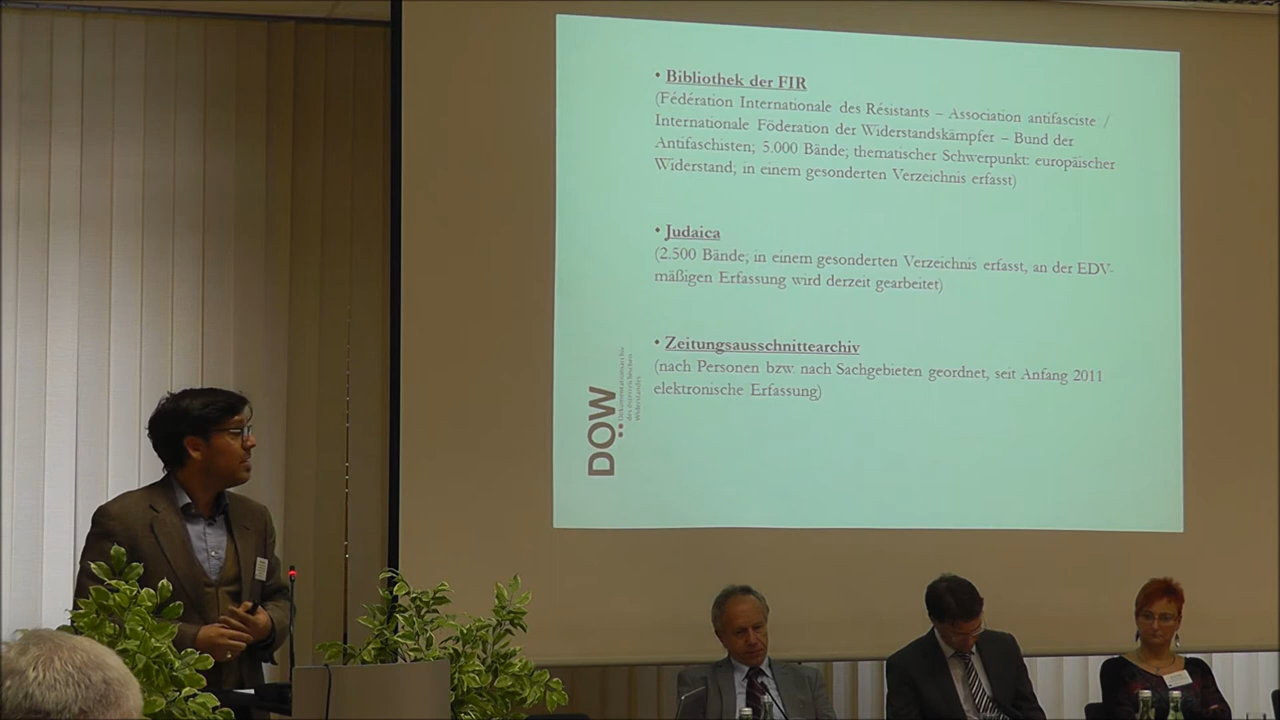 • Bibliothek der FIR
(Fédération Internationale des Résistants – Association antifasciste /
Internationale Föderation der Widerstandskämpfer – Bund der
Antifaschisten; 5.000 Bände; thematischer Schwerpunkt: europäischer
Widerstand; in einem gesonderten Verzeichnis erfasst)
• Judaica
(2.500 Bände; in einem gesonderten Verzeichnis erfasst, an der EDV-
mäßigen Erfassung wird derzeit gearbeitet)
• Zeitungsausschnittearchiv
(nach Personen bzw. nach Sachgebieten geordnet, seit Anfang 2011
elektronische Erfassung)
DÖW
Dokumentationsarchiv
des österreichischen
Widerstandes